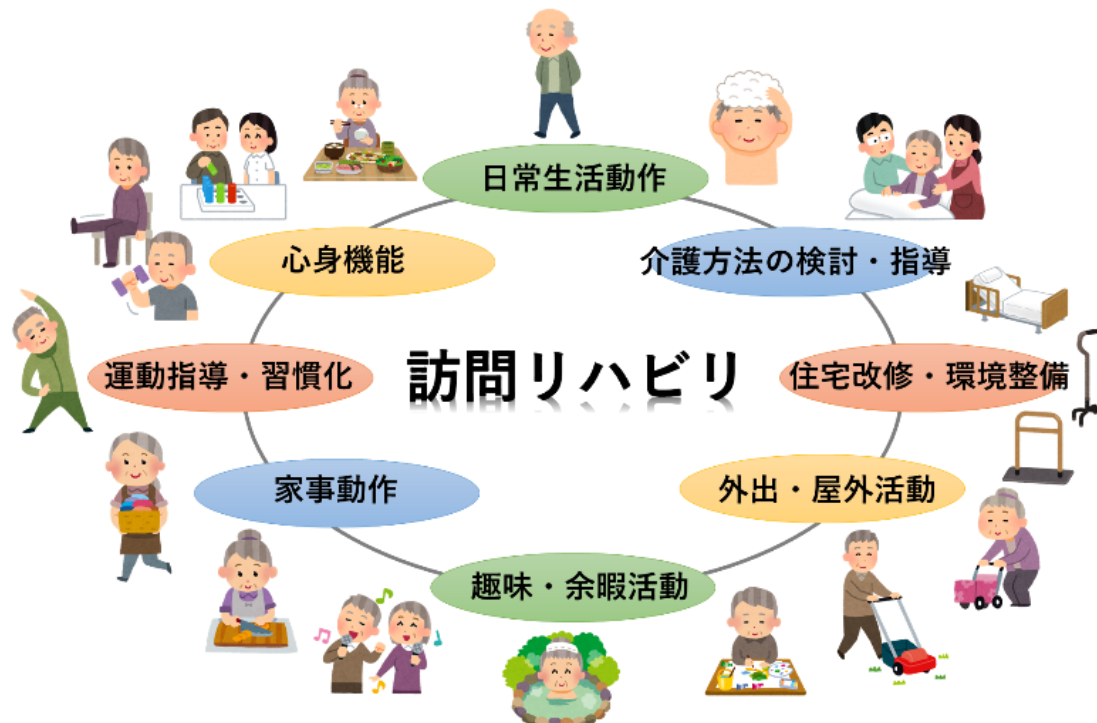 日常生活動作
心身機能
介護方法の検討・指導
運動指導・習慣化
訪問リハビリ
住宅改修・環境整備
家事動作
外出・屋外活動
趣味・余暇活動